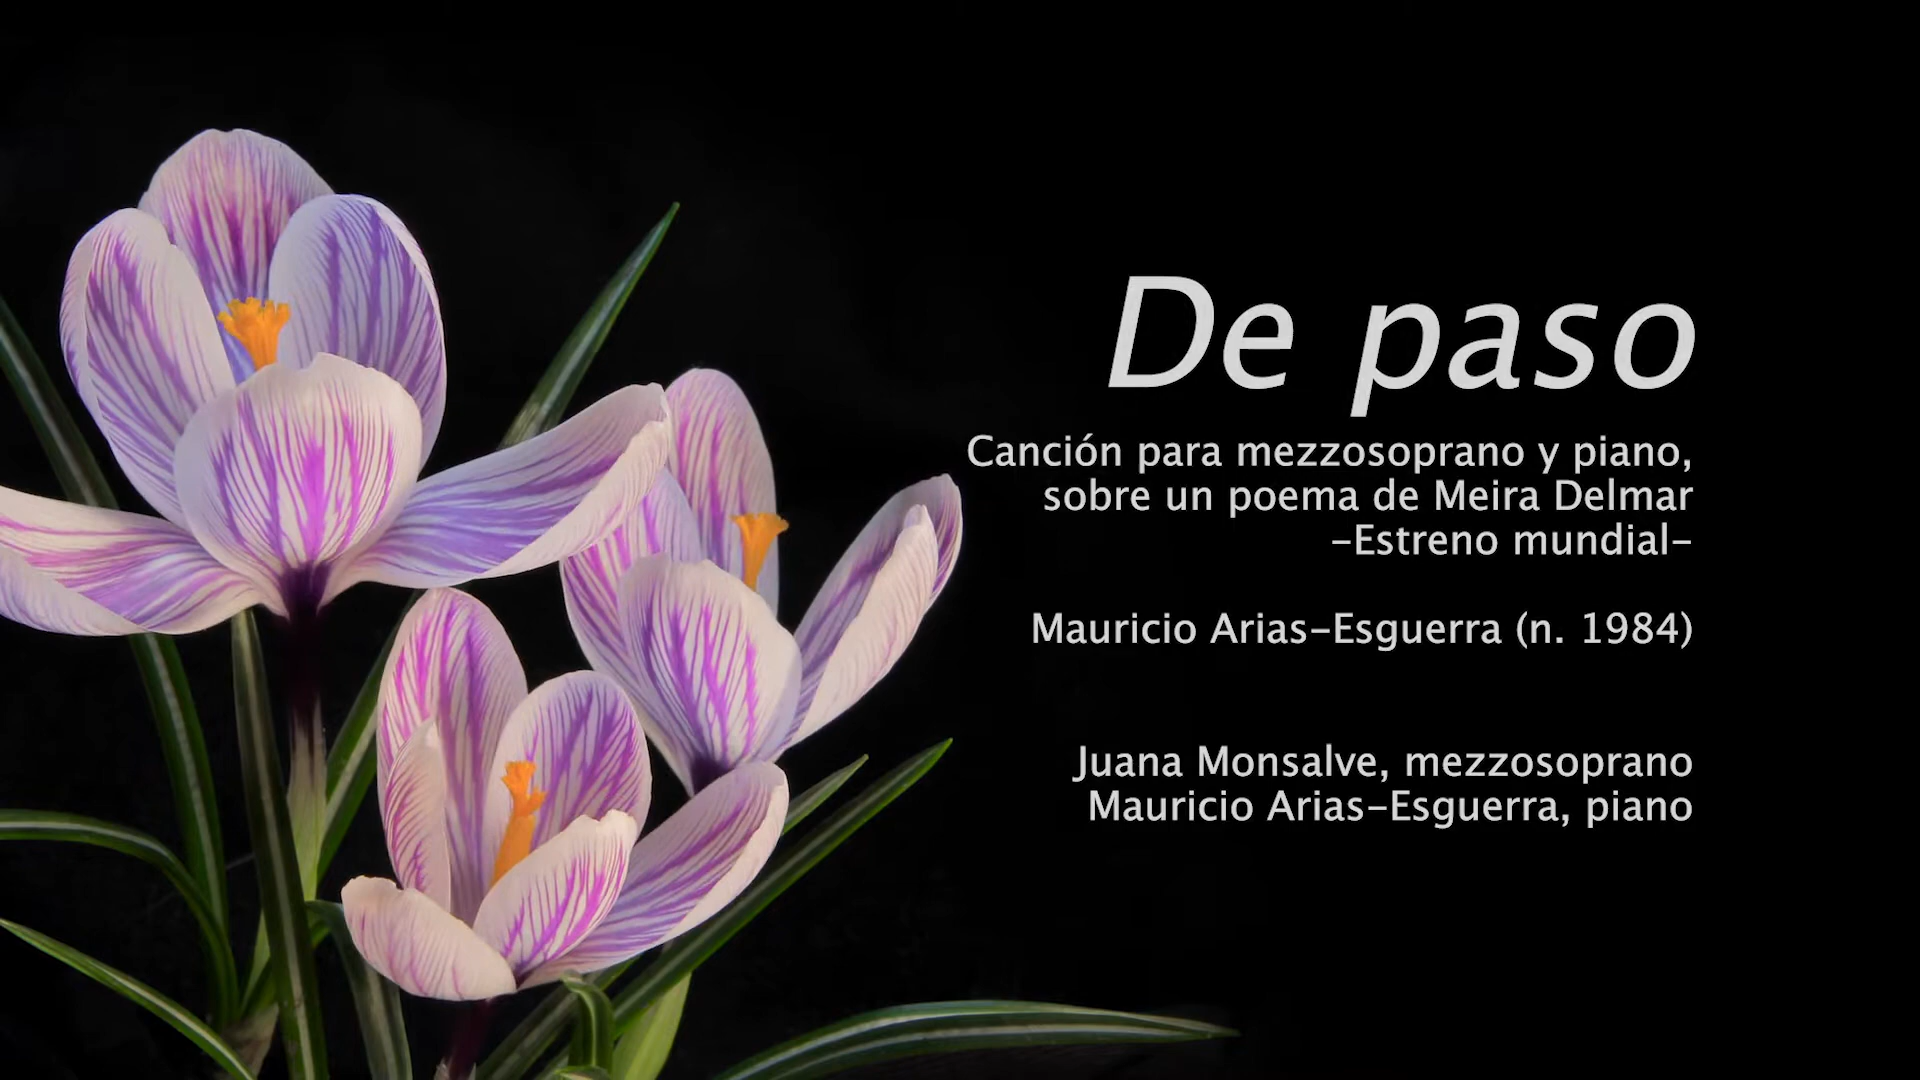 De paso
Canción para mezzosoprano y piano,
sobre un poema de Meira Delmar
-Estreno mundial-
Mauricio Arias-Esguerra (n. 1984)
Juana Monsalve, mezzosoprano
Mauricio Arias-Esguerra, piano